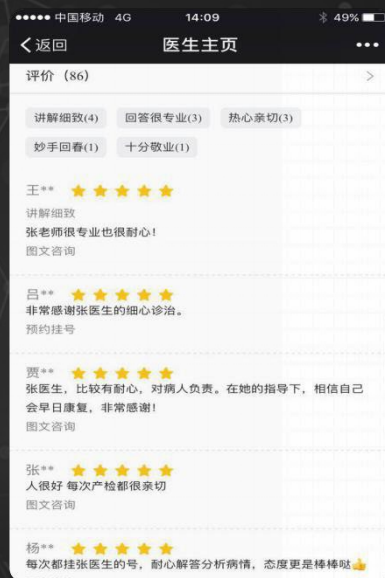 中国移动 4G 14:09 49%
返回 医生主页
评价（86）
讲解细致(4) 回答很专业(3) 热心亲切(3)
妙手回春(1) 十分敬业(1)
王**
讲解细致
张老师很专业也很耐心！
图文咨询
吕**
非常感谢张医生的细心诊治。
预约挂号
贾**
张医生，比较有耐心，对病人负责。在她的指导下，相信自己
会早日康复，非常感谢！
图文咨询
张**
人很好 每次产检都很亲切
图文咨询
杨**
每次都挂张医生的号，耐心解答分析病情，态度更是棒棒哒👍